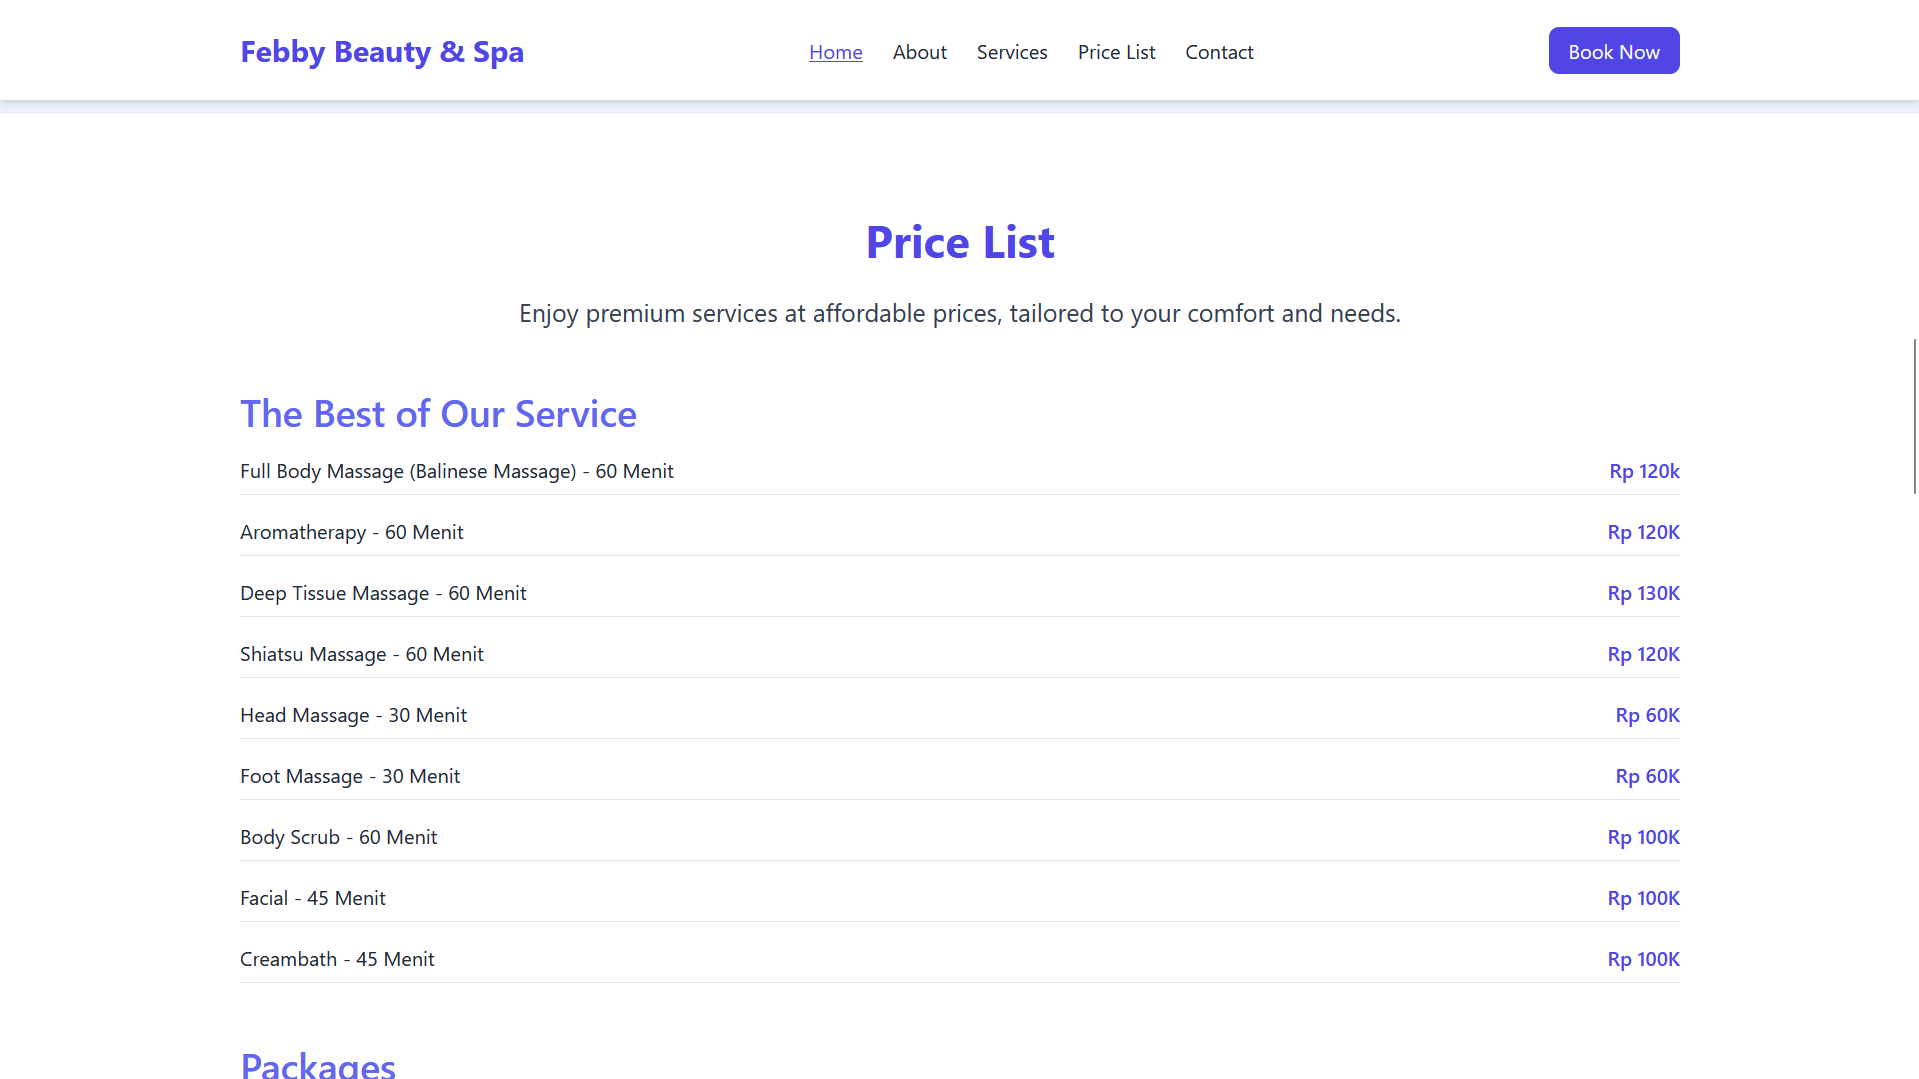 Febby Beauty & Spa
Home About Services Price List Contact
Book Now
Price List
Enjoy premium services at affordable prices, tailored to your comfort and needs.
The Best of Our Service
Full Body Massage (Balinese Massage) - 60 Menit Rp 120k
Aromatherapy - 60 Menit Rp 120K
Deep Tissue Massage - 60 Menit Rp 130K
Shiatsu Massage - 60 Menit Rp 120K
Head Massage - 30 Menit Rp 60K
Foot Massage - 30 Menit Rp 60K
Body Scrub - 60 Menit Rp 100K
Facial - 45 Menit Rp 100K
Creambath - 45 Menit Rp 100K
Packages